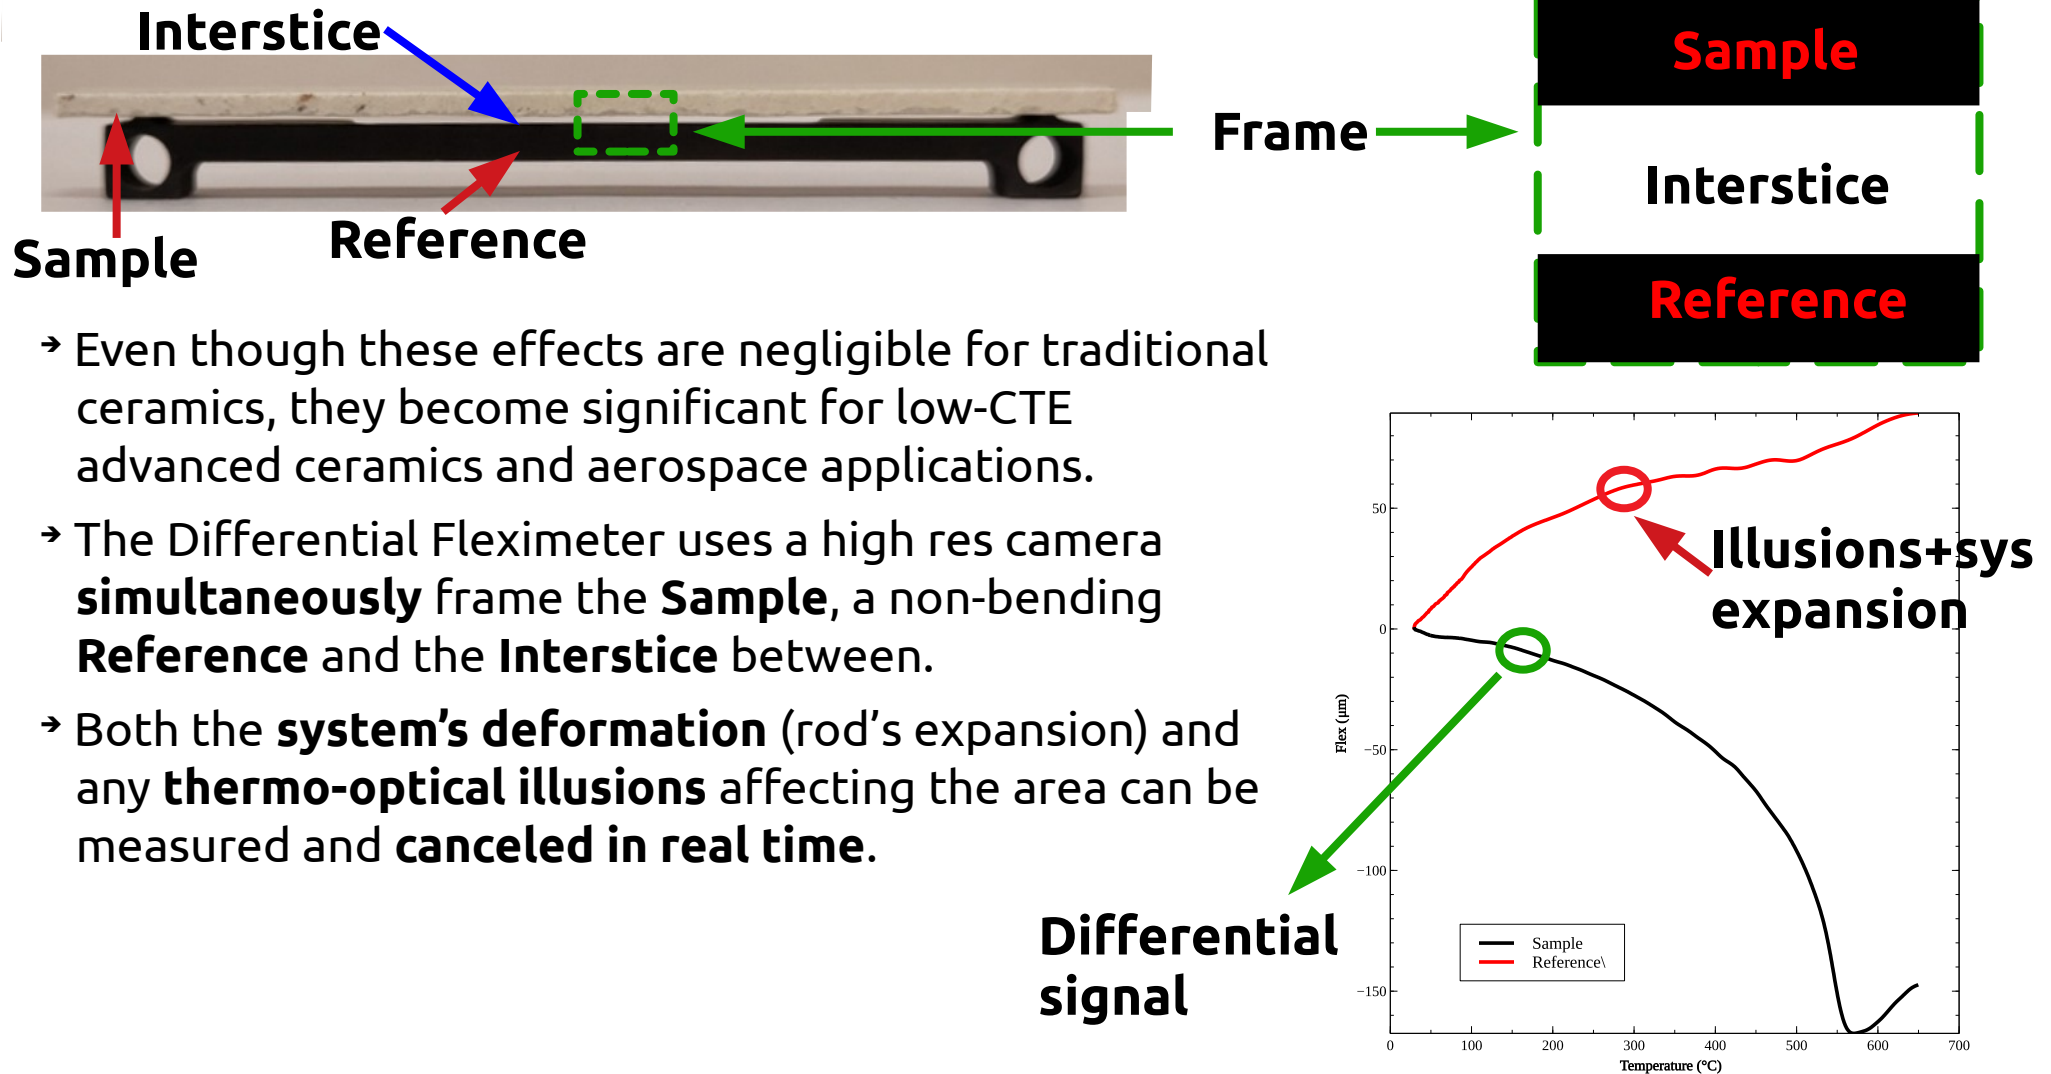 Interstice
Sample
Frame
Interstice
Reference
Reference
Sample
➔ Even though these effects are negligible for traditional
ceramics, they become significant for low-CTE
advanced ceramics and aerospace applications.
➔ The Differential Fleximeter uses a high res camera
simultaneously frame the Sample, a non-bending
Reference and the Interstice between.
➔ Both the system’s deformation (rod’s expansion) and
any thermo-optical illusions affecting the area can be
measured and canceled in real time.
Illusions+sys
expansion
Differential
signal
50
0
−50
−100
−150
Flex (μm)
Sample
Reference\
0 100 200 300 400 500 600 700
Temperature (°C)